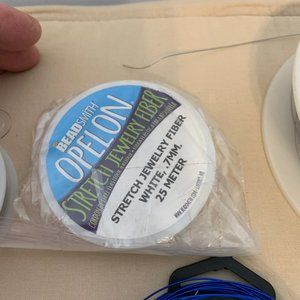 BEADSMITH®
OPELON
STRETCH JEWELRY FIBER
STRETCH JEWELRY FIBER
WHITE, .7MM.
25 METER